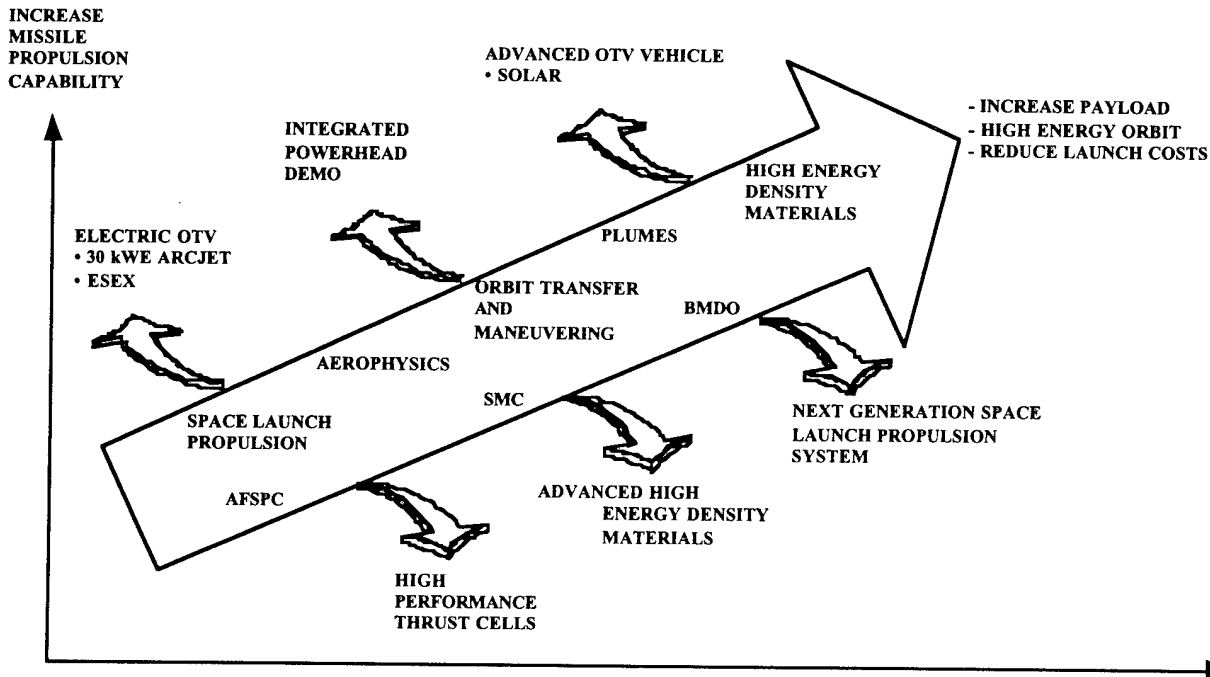 INCREASE
MISSILE
PROPULSION
CAPABILITY
ADVANCED OTV VEHICLE
• SOLAR
- INCREASE PAYLOAD
- HIGH ENERGY ORBIT
- REDUCE LAUNCH COSTS
INTEGRATED
POWERHEAD
DEMO
HIGH ENERGY
DENSITY
MATERIALS
ELECTRIC OTV
• 30 kWE ARCJET
• ESEX
PLUMES
ORBIT TRANSFER
AND
MANEUVERING
BMDO
AEROPHYSICS
SMC
NEXT GENERATION SPACE
LAUNCH PROPULSION
SYSTEM
SPACE LAUNCH
PROPULSION
AFSPC
ADVANCED HIGH
ENERGY DENSITY
MATERIALS
HIGH
PERFORMANCE
THRUST CELLS